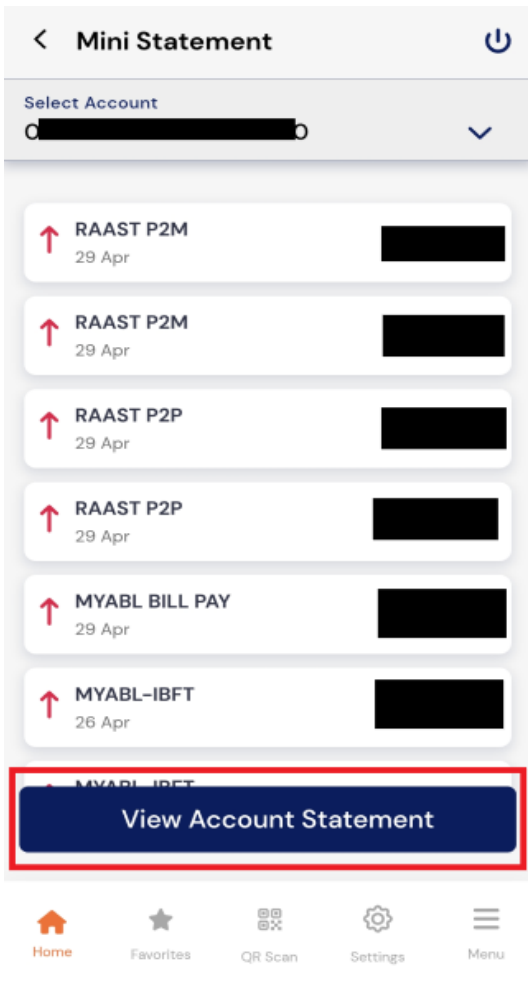 Mini Statement
Select Account
RAAST P2M
29 Apr
RAAST P2M
29 Apr
RAAST P2P
29 Apr
RAAST P2P
29 Apr
MYABL BILL PAY
29 Apr
MYABL-IBFT
26 Apr
MYABL-IBFT
View Account Statement
Home
Favorites
QR Scan
Settings
Menu